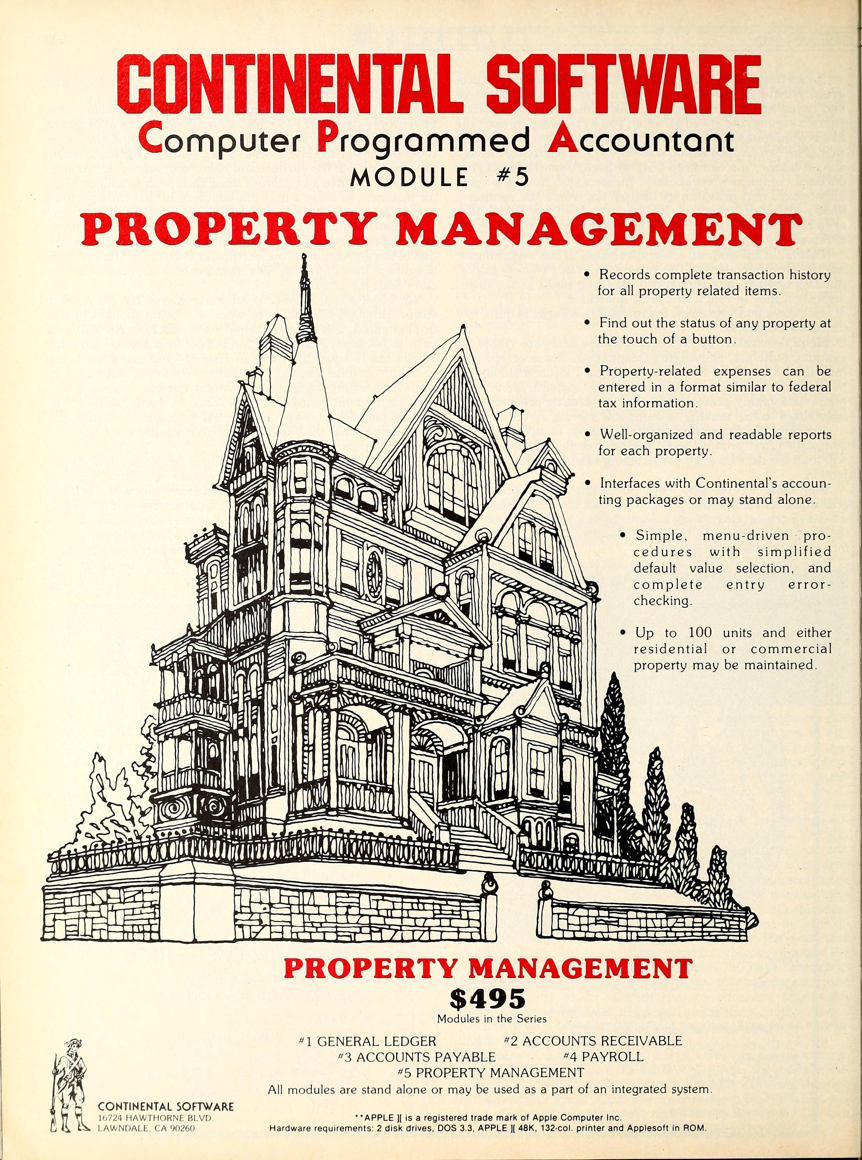 CONTINENTAL SOFTWARE
Computer Programmed Accountant
MODULE #5
PROPERTY MANAGEMENT
• Records complete transaction history
for all property related items.
• Find out the status of any property at
the touch of a button.
• Property-related expenses can be
entered in a format similar to federal
tax information.
• Well-organized and readable reports
for each property.
• Interfaces with Continental's accoun-
ting packages or may stand alone.
• Simple, menu-driven pro-
cedures with simplified
default value selection, and
complete entry error-
checking.
• Up to 100 units and either
residential or commercial
property may be maintained.
PROPERTY MANAGEMENT
$495
Modules in the Series
#1 GENERAL LEDGER #2 ACCOUNTS RECEIVABLE
#3 ACCOUNTS PAYABLE #4 PAYROLL
#5 PROPERTY MANAGEMENT
All modules are stand alone or may be used as a part of an integrated system.
CONTINENTAL SOFTWARE
16724 HAWTHORNE BLVD.
LAWNDALE, CA 90260
**APPLE ][ is a registered trade mark of Apple Computer Inc.
Hardware requirements: 2 disk drives, DOS 3.3, APPLE ][ 48K, 132-col. printer and Applesoft in ROM.